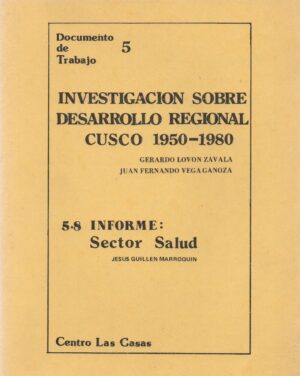 Documento
de 5
Trabajo
INVESTIGACION SOBRE
DESARROLLO REGIONAL
CUSCO 1950-1980
GERARDO LOVON ZAVALA
JUAN FERNANDO VEGA GANOZA
5.8 INFORME:
Sector Salud
JESUS GUILLEN MARROQUIN
Centro Las Casas